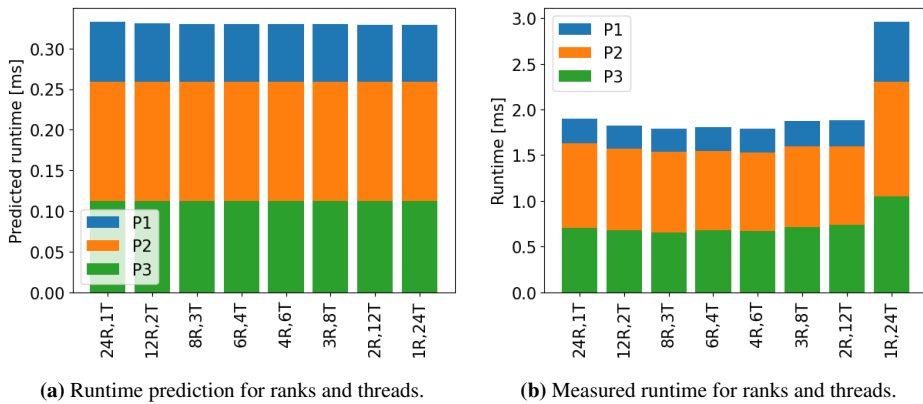 Predicted runtime [ms]
0.30
0.25
0.20
0.15
0.10
0.05
0.00
P1
P2
P3
24R,1T
12R,2T
8R,3T
6R,4T
4R,6T
3R,8T
2R,12T
1R,24T
(a) Runtime prediction for ranks and threads.
Runtime [ms]
3.0
2.5
2.0
1.5
1.0
0.5
0.0
P1
P2
P3
24R,1T
12R,2T
8R,3T
6R,4T
4R,6T
3R,8T
2R,12T
1R,24T
(b) Measured runtime for ranks and threads.